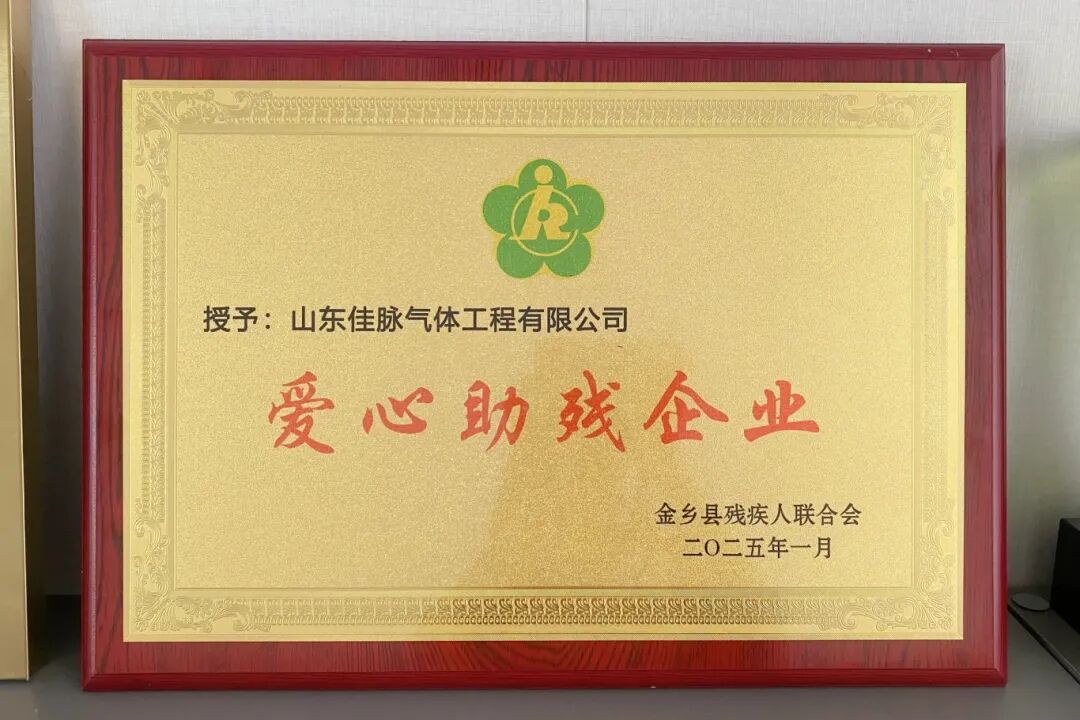 授予：山东佳脉气体工程有限公司
爱心助残企业
金乡县残疾人联合会
二〇二五年一月